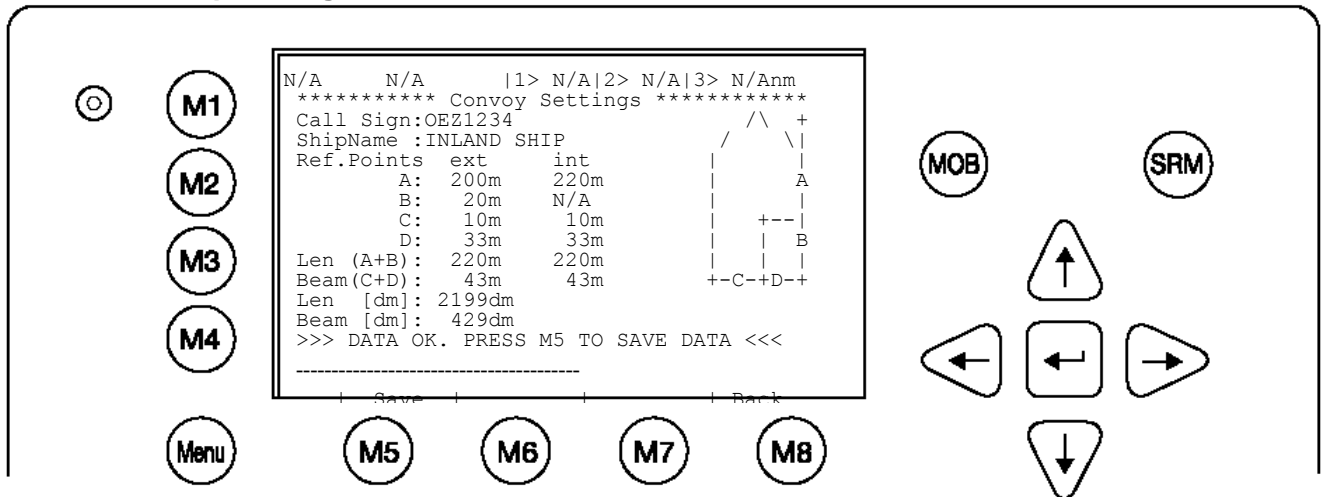 N/A N/A |1> N/A|2> N/A|3> N/Anm
*********** Convoy Settings ************
Call Sign:OEZ1234 /\ +
ShipName :INLAND SHIP / \|
Ref.Points ext int | |
A: 200m 220m | A
B: 20m N/A | |
C: 10m 10m | +--|
D: 33m 33m | | B
Len (A+B): 220m 220m | | |
Beam(C+D): 43m 43m +-C-+D-+
Len [dm]: 2199dm
Beam [dm]: 429dm
>>> DATA OK. PRESS M5 TO SAVE DATA <<<
----------------------------------------
| Save | | | Back
M1
M2
M3
M4
Menu
M5
M6
M7
M8
MOB
SRM